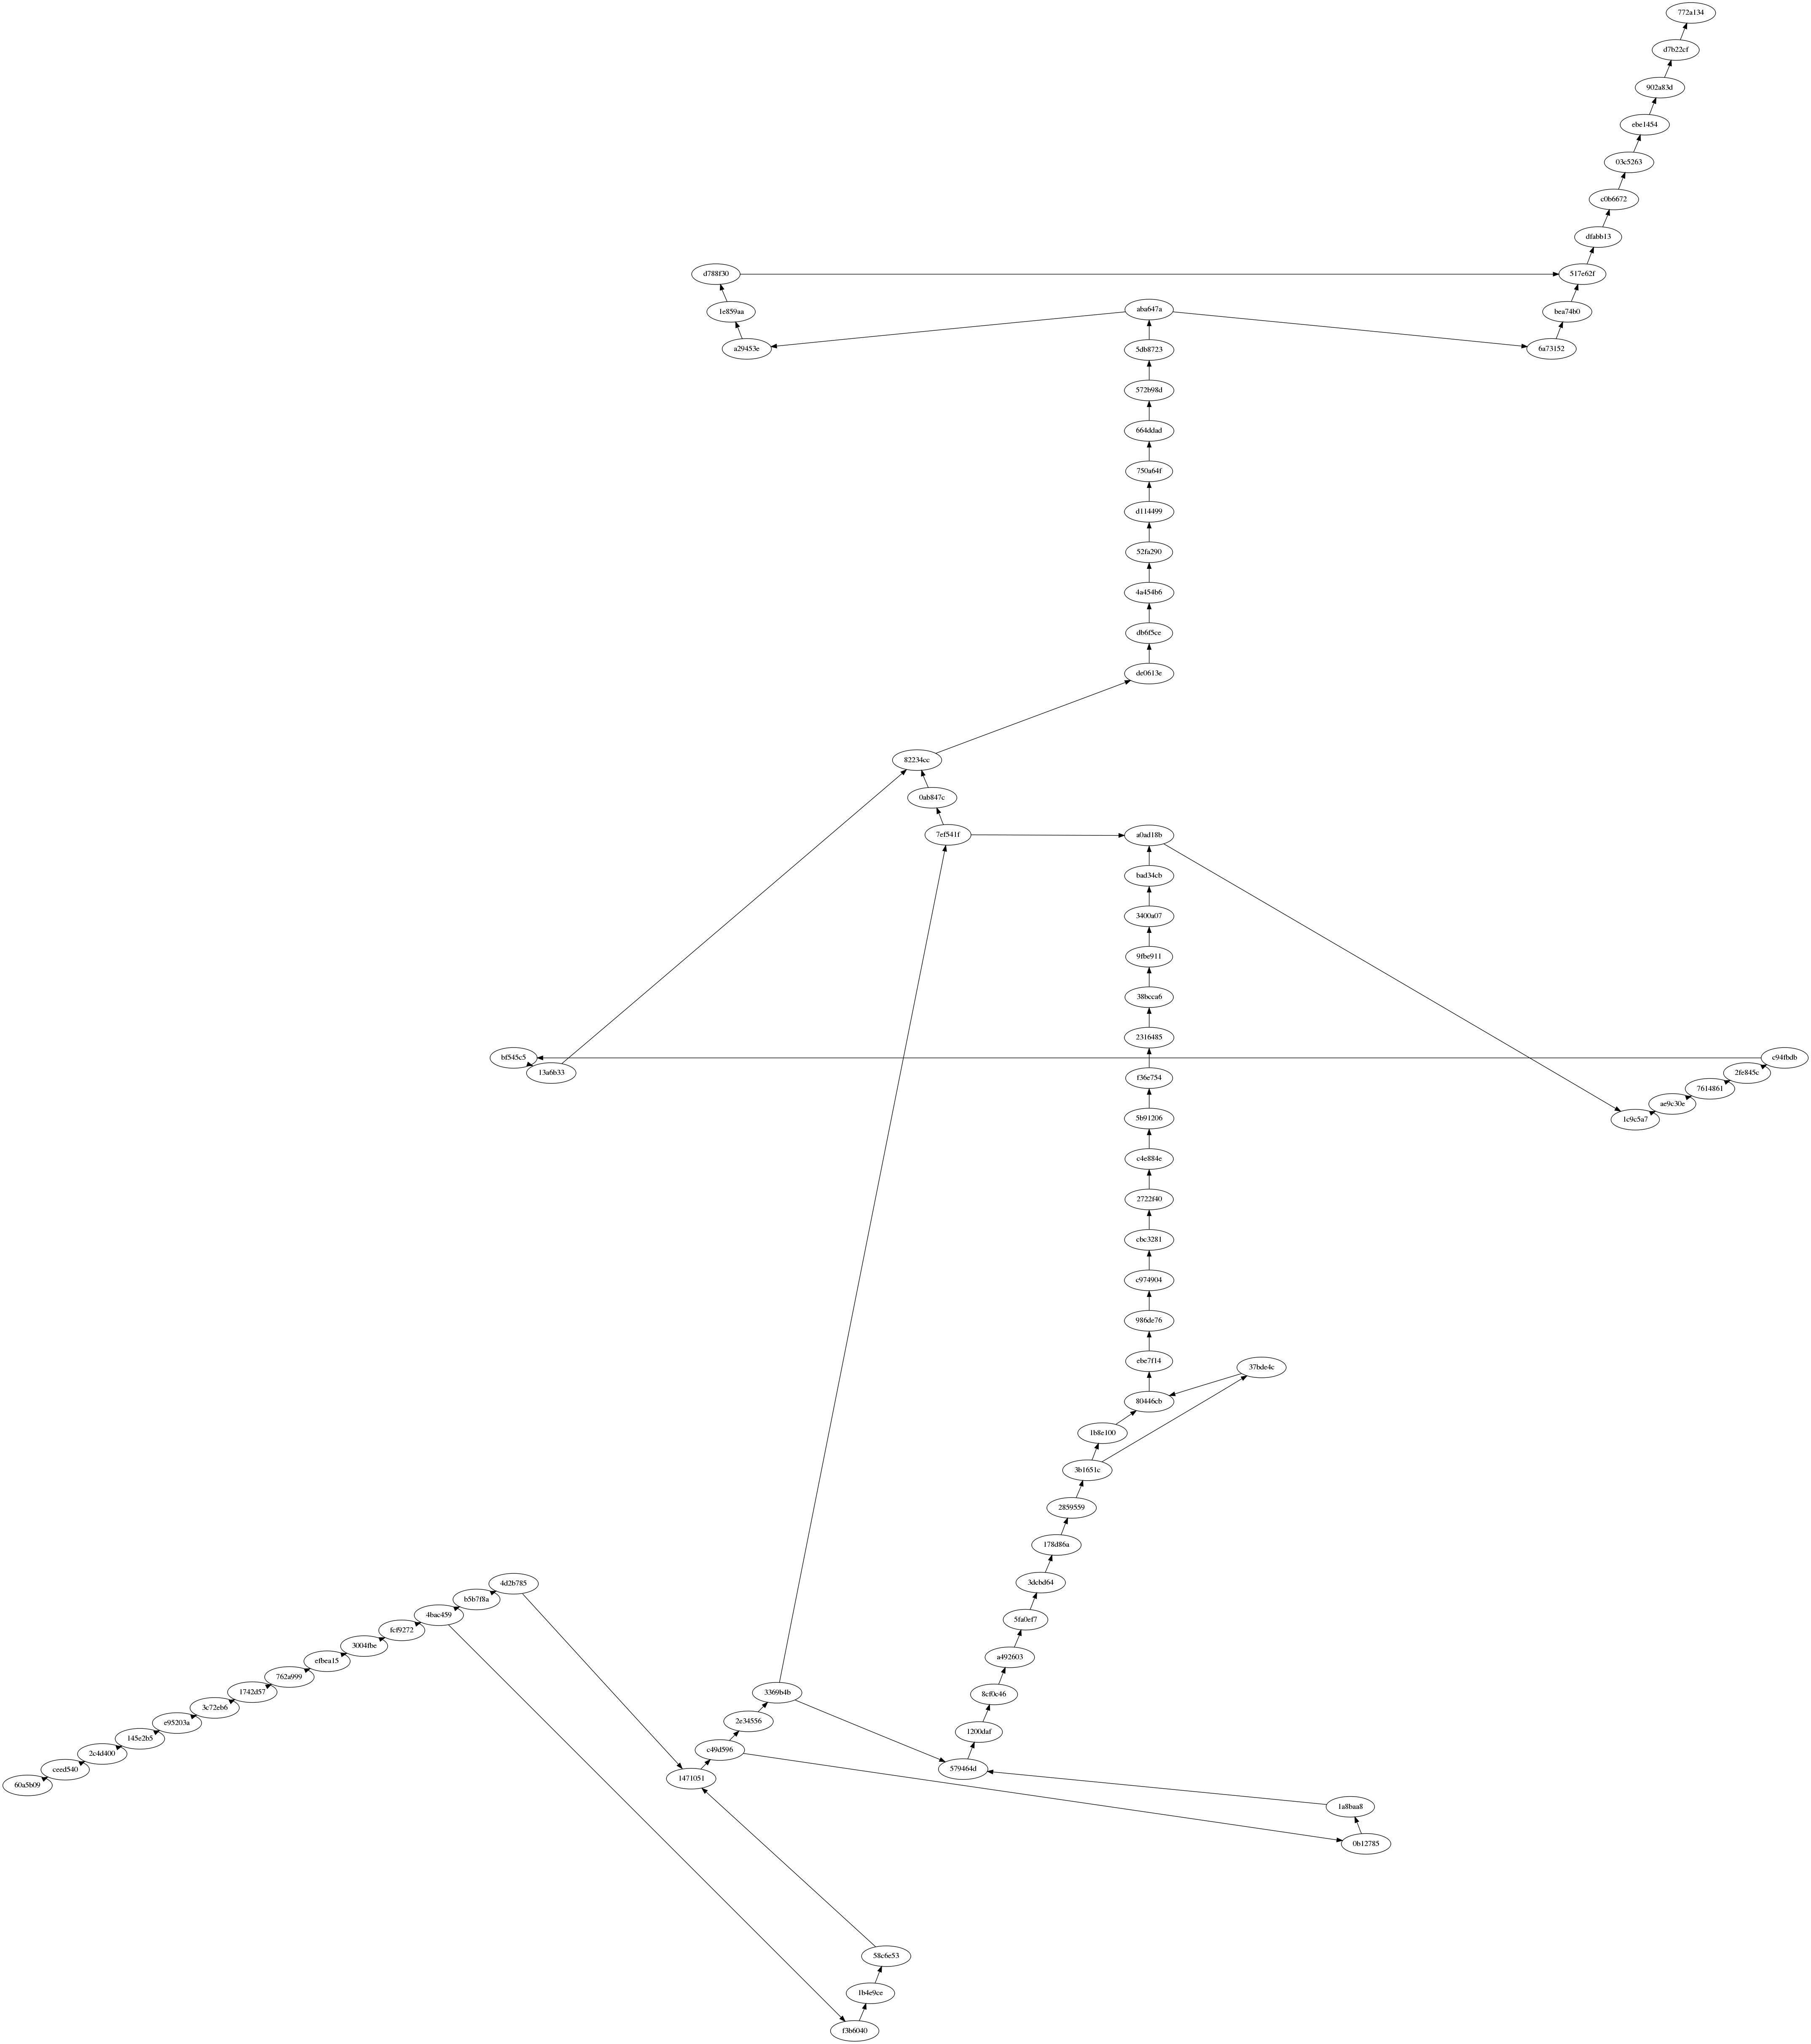 772a134
d7b22cf
902a83d
ebe1454
03c5263
c0b6672
dfabb13
d788f30
517e62f
aba647a
1e859aa
bea74b0
a29453e
6a73152
5db8723
572b98d
664ddad
750a64f
d114499
52fa290
4a454b6
db6f5ce
de0613e
82234cc
0ab847c
7ef541f
a0ad18b
bad34cb
3400a07
9fbe911
38bcca6
2316485
bf545c5
c94fbdb
13a6b33
2fe845c
f36e754
7614861
ae9c30e
5b91206
1c9c5a7
c4e884e
2722f40
cbc3281
c974904
986de76
ebe7f14
37bde4c
80446cb
1b8e100
3b1651c
2859559
178d86a
3dcbd64
4d2b785
b5b7f8a
4bac459
5fa0ef7
fcf9272
3004fbe
a492603
efbea15
762a999
1742d57
3369b4b
8cf0c46
3c72eb6
2e34556
e95203a
1200daf
145e2b5
c49d596
2c4d400
ceed540
579464d
1471051
60a5b09
1a8baa8
0b12785
58c6e53
1b4e9ce
f3b6040